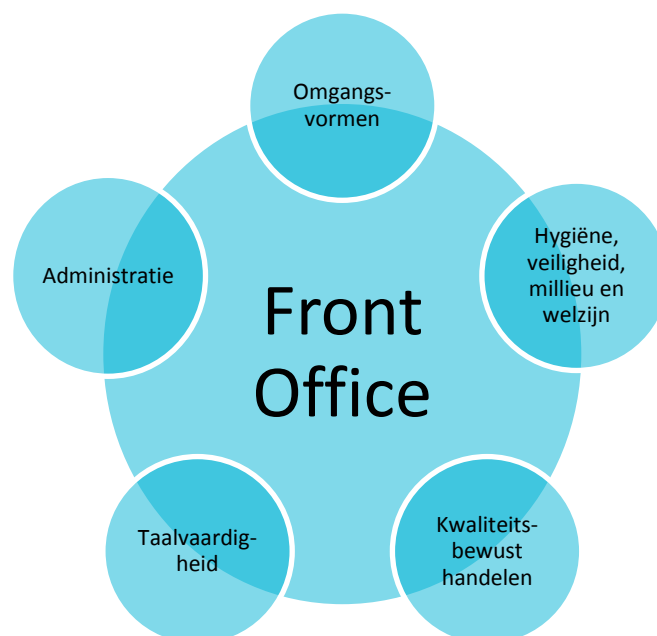 Omgangs-
vormen
Hygiëne,
veiligheid,
millieu en
welzijn
Administratie
Front
Office
Kwaliteits-
bewust
handelen
Taalvaardig-
heid